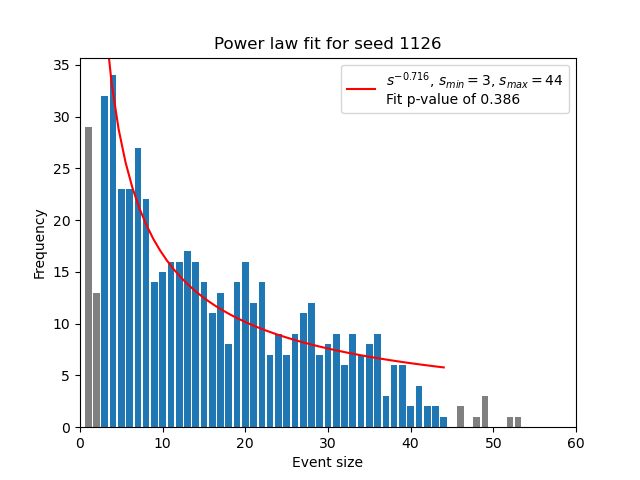 Power law fit for seed 1126
s^{-0.716}, s_{min} = 3, s_{max} = 44
Fit p-value of 0.386
35
30
25
20
15
10
5
0
Frequency
0 10 20 30 40 50 60
Event size